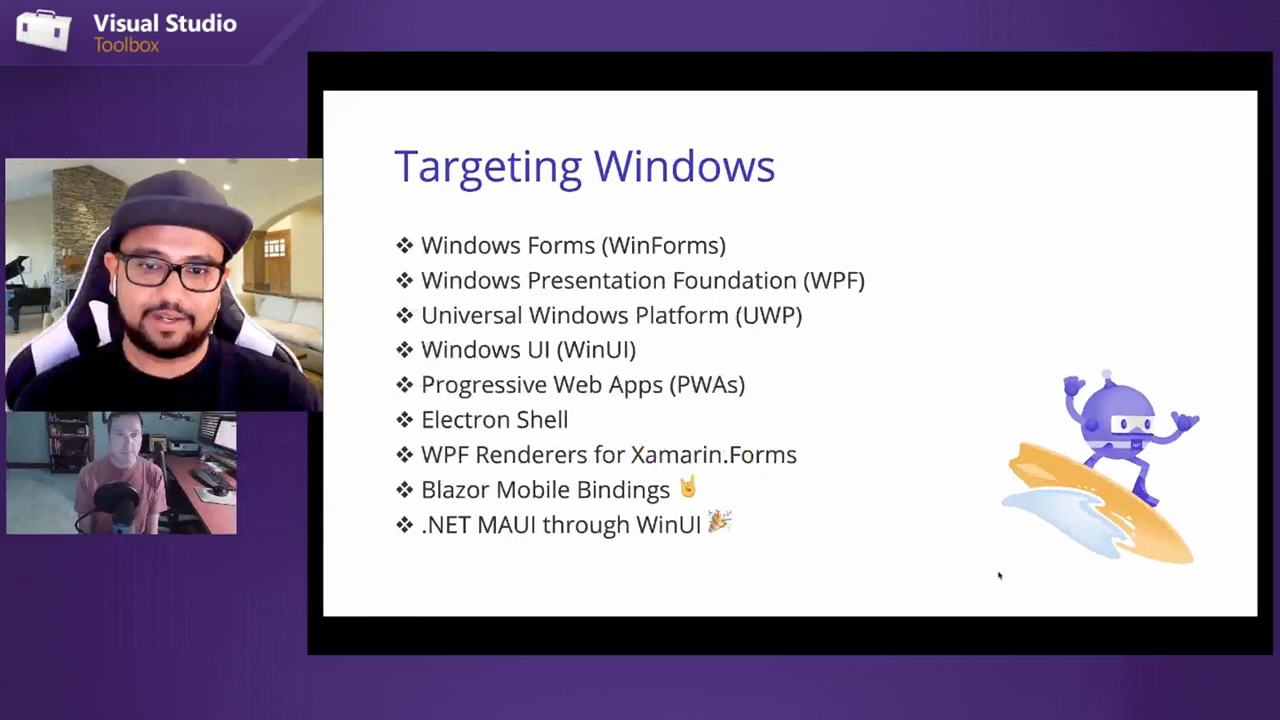 Visual Studio
Toolbox
Targeting Windows
❖ Windows Forms (WinForms)
❖ Windows Presentation Foundation (WPF)
❖ Universal Windows Platform (UWP)
❖ Windows UI (WinUI)
❖ Progressive Web Apps (PWAs)
❖ Electron Shell
❖ WPF Renderers for Xamarin.Forms
❖ Blazor Mobile Bindings 🤘
❖ .NET MAUI through WinUI 🎉